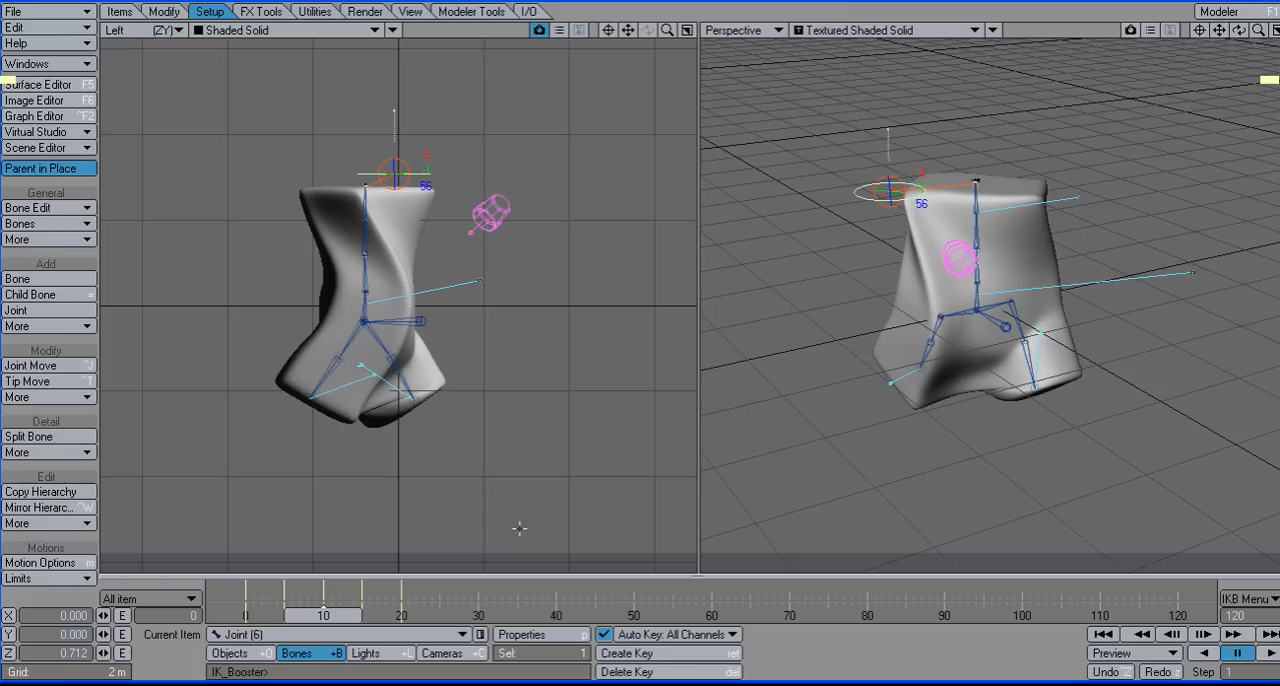 File Items Modify Setup FX Tools Utilities Render View Modeler Tools I/O Modeler F1
Edit Left (ZY) Shaded Solid Perspective T Textured Shaded Solid
Help
Windows
Surface Editor F5
Image Editor F6
Graph Editor ^F2
Virtual Studio
Scene Editor
Parent in Place
General
Bone Edit
Bones
More
Add
Bone
Child Bone =
Joint
More
Modify
Joint Move ^J
Tip Move ^T
More
Detail
Split Bone
More
Edit
Copy Hierarchy
Mirror Hierarc... ^W
More
Motions
Motion Options m
Limits
56
56
All item IKB Menu
X 0.000 E 0 0 10 20 30 40 50 60 70 80 90 100 110 120 120
Y 0.000 E Current Item Joint (6) Properties p Auto Key: All Channels
Z 0.712 E Objects +O Bones +B Lights +L Cameras +C Sel: 1 Create Key ret Preview
Grid: 2 m IK_Booster> Delete Key del Undo ^Z Redo z Step 1